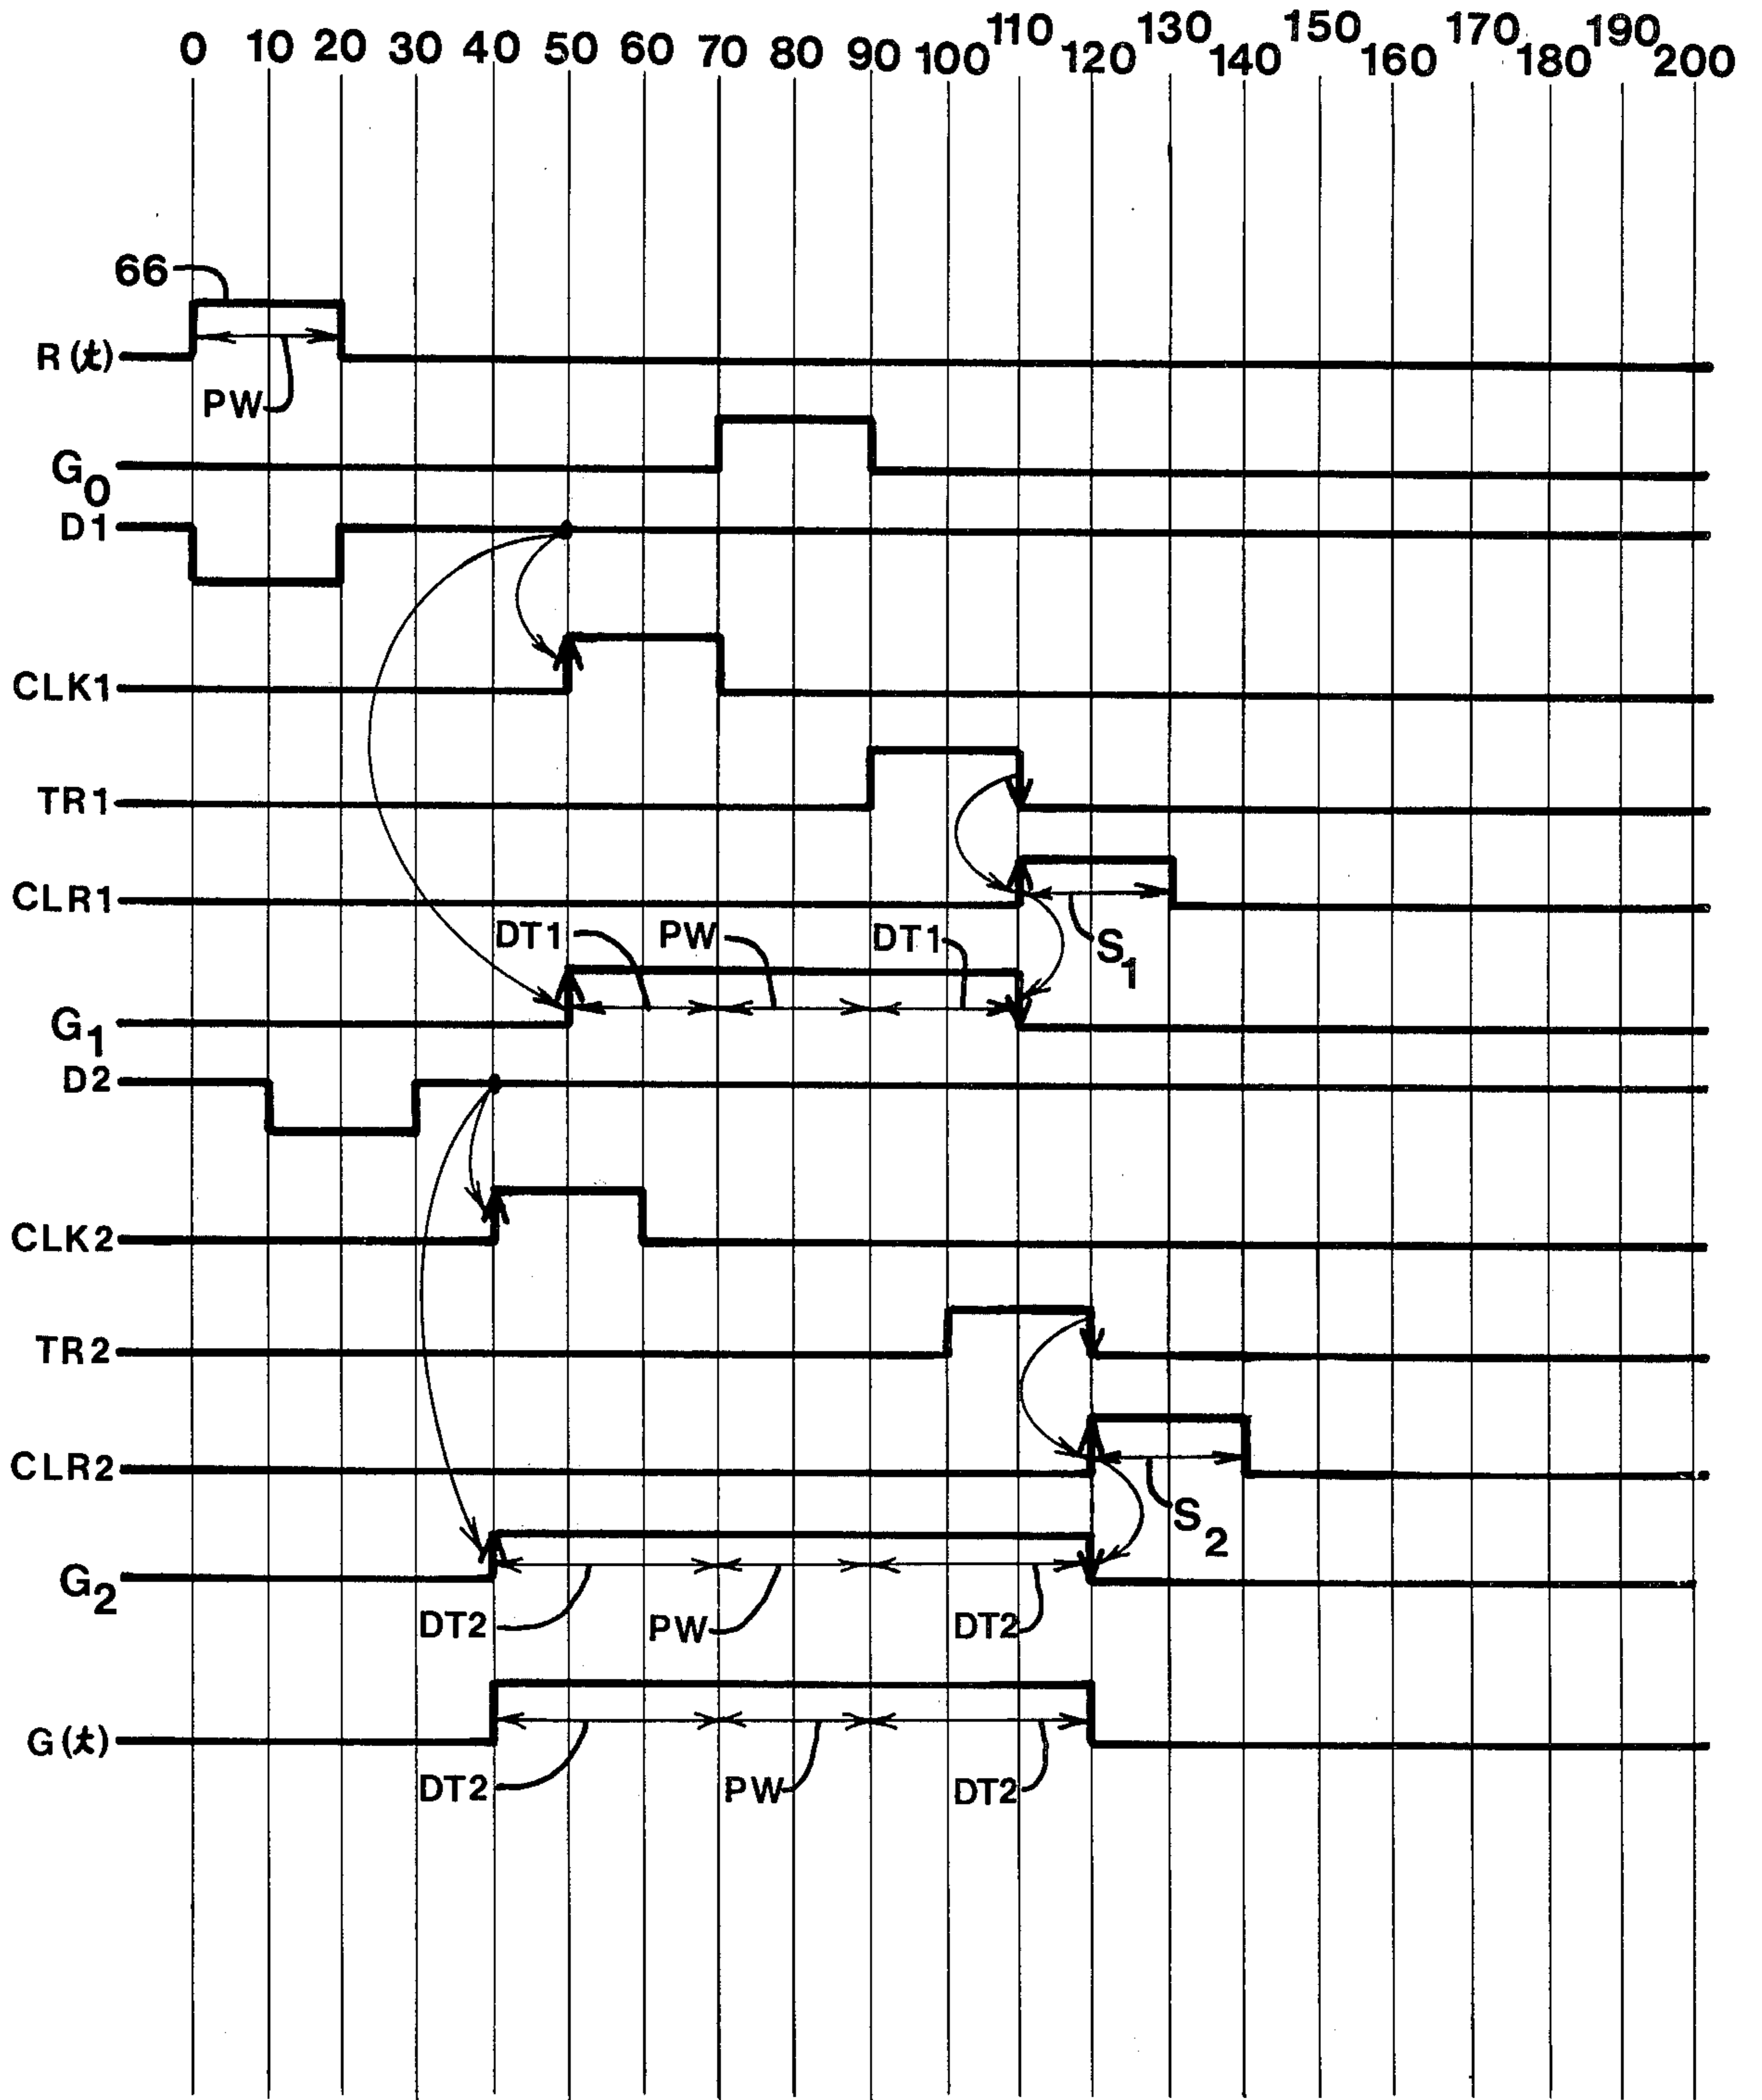 0 10 20 30 40 50 60 70 80 90 100 110 120 130 140 150 160 170 180 190 200
66
R(t)
PW
G0
D1
CLK1
TR1
CLR1
DT1 PW DT1 S1
G1
D2
CLK2
TR2
CLR2
S2
G2
DT2 PW DT2
G(t)
DT2 PW DT2